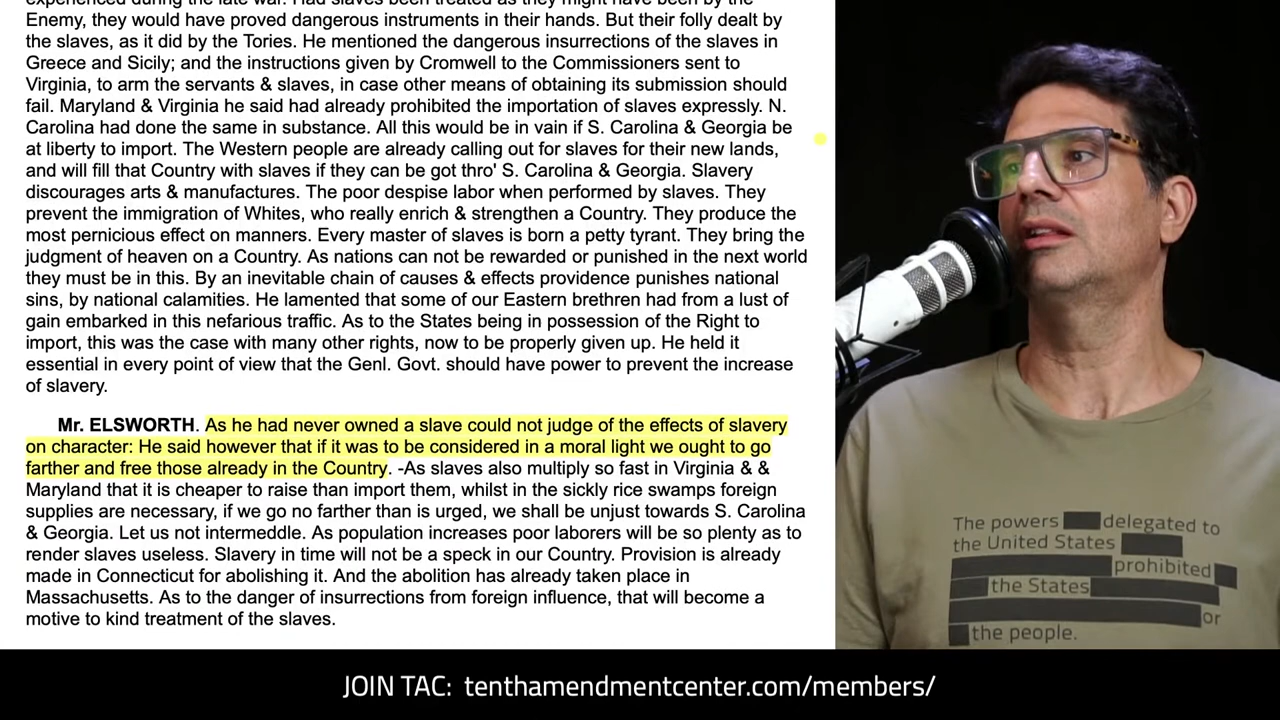 experienced during the late war. Had slaves been treated as they might have been by the
Enemy, they would have proved dangerous instruments in their hands. But their folly dealt by
the slaves, as it did by the Tories. He mentioned the dangerous insurrections of the slaves in
Greece and Sicily; and the instructions given by Cromwell to the Commissioners sent to
Virginia, to arm the servants & slaves, in case other means of obtaining its submission should
fail. Maryland & Virginia he said had already prohibited the importation of slaves expressly. N.
Carolina had done the same in substance. All this would be in vain if S. Carolina & Georgia be
at liberty to import. The Western people are already calling out for slaves for their new lands,
and will fill that Country with slaves if they can be got thro' S. Carolina & Georgia. Slavery
discourages arts & manufactures. The poor despise labor when performed by slaves. They
prevent the immigration of Whites, who really enrich & strengthen a Country. They produce the
most pernicious effect on manners. Every master of slaves is born a petty tyrant. They bring the
judgment of heaven on a Country. As nations can not be rewarded or punished in the next world
they must be in this. By an inevitable chain of causes & effects providence punishes national
sins, by national calamities. He lamented that some of our Eastern brethren had from a lust of
gain embarked in this nefarious traffic. As to the States being in possession of the Right to
import, this was the case with many other rights, now to be properly given up. He held it
essential in every point of view that the Genl. Govt. should have power to prevent the increase
of slavery.
Mr. ELSWORTH. As he had never owned a slave could not judge of the effects of slavery
on character: He said however that if it was to be considered in a moral light we ought to go
farther and free those already in the Country. -As slaves also multiply so fast in Virginia & &
Maryland that it is cheaper to raise than import them, whilst in the sickly rice swamps foreign
supplies are necessary, if we go no farther than is urged, we shall be unjust towards S. Carolina
& Georgia. Let us not intermeddle. As population increases poor laborers will be so plenty as to
render slaves useless. Slavery in time will not be a speck in our Country. Provision is already
made in Connecticut for abolishing it. And the abolition has already taken place in
Massachusetts. As to the danger of insurrections from foreign influence, that will become a
motive to kind treatment of the slaves.
The powers delegated to
the United States
prohibited
the States
or
the people.
JOIN TAC: tenthamendmentcenter.com/members/